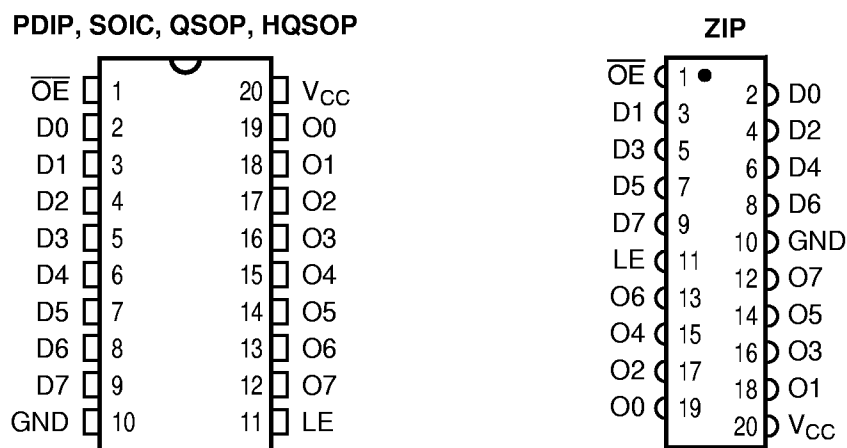 PDIP, SOIC, QSOP, HQSOP
O̅E̅ 1 20 VCC
D0 2 19 O0
D1 3 18 O1
D2 4 17 O2
D3 5 16 O3
D4 6 15 O4
D5 7 14 O5
D6 8 13 O6
D7 9 12 O7
GND 10 11 LE
ZIP
O̅E̅ 1
2 D0
D1 3
4 D2
D3 5
6 D4
D5 7
8 D6
D7 9
10 GND
LE 11
12 O7
O6 13
14 O5
O4 15
16 O3
O2 17
18 O1
O0 19
20 VCC